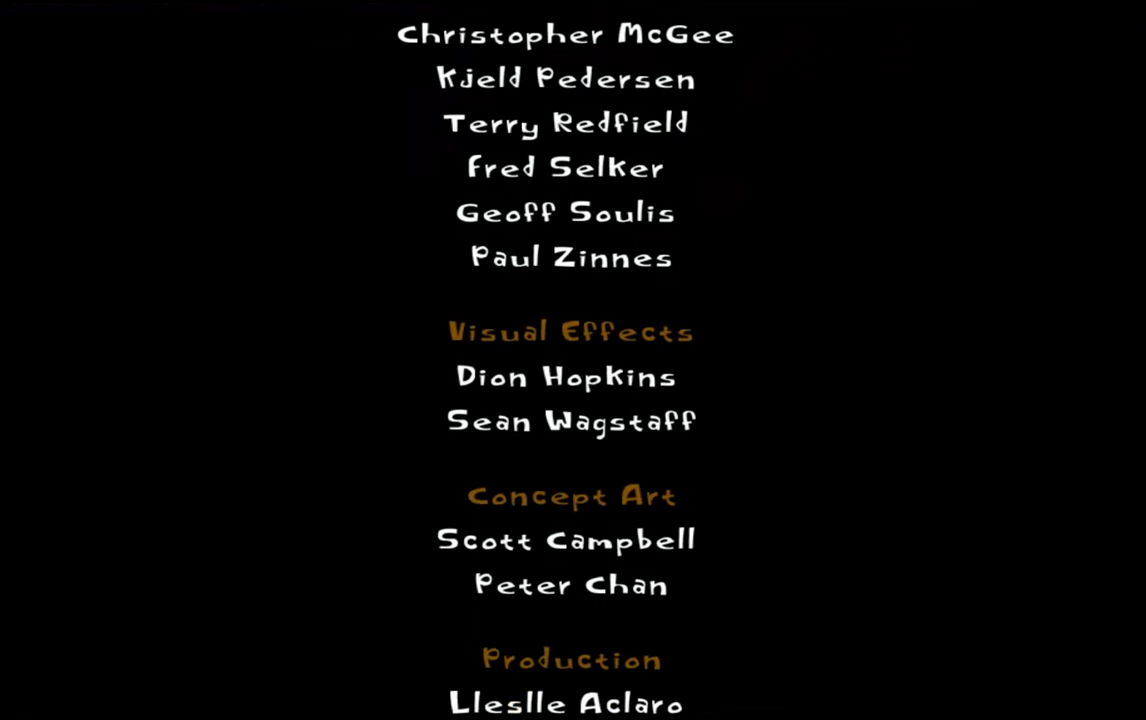 Christopher McGee
Kjeld Pedersen
Terry Redfield
Fred Selker
Geoff Soulis
Paul Zinnes
Visual Effects
Dion Hopkins
Sean Wagstaff
Concept Art
Scott Campbell
Peter Chan
Production
Lleslle Aclaro